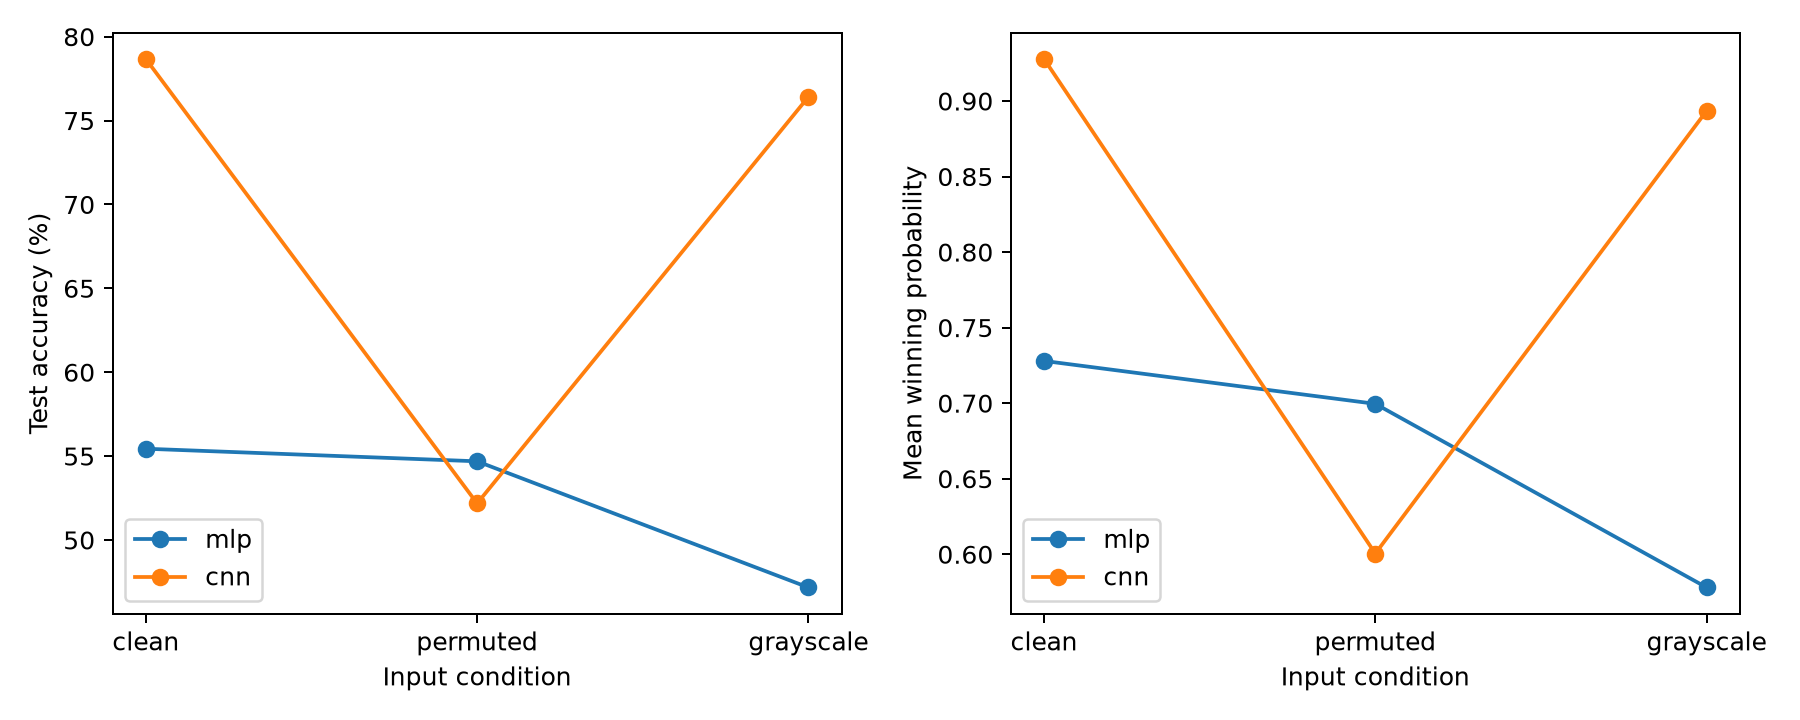 Test accuracy (%)
80
75
70
65
60
55
50
mlp
cnn
clean
permuted
grayscale
Input condition
Mean winning probability
0.90
0.85
0.80
0.75
0.70
0.65
0.60
mlp
cnn
clean
permuted
grayscale
Input condition